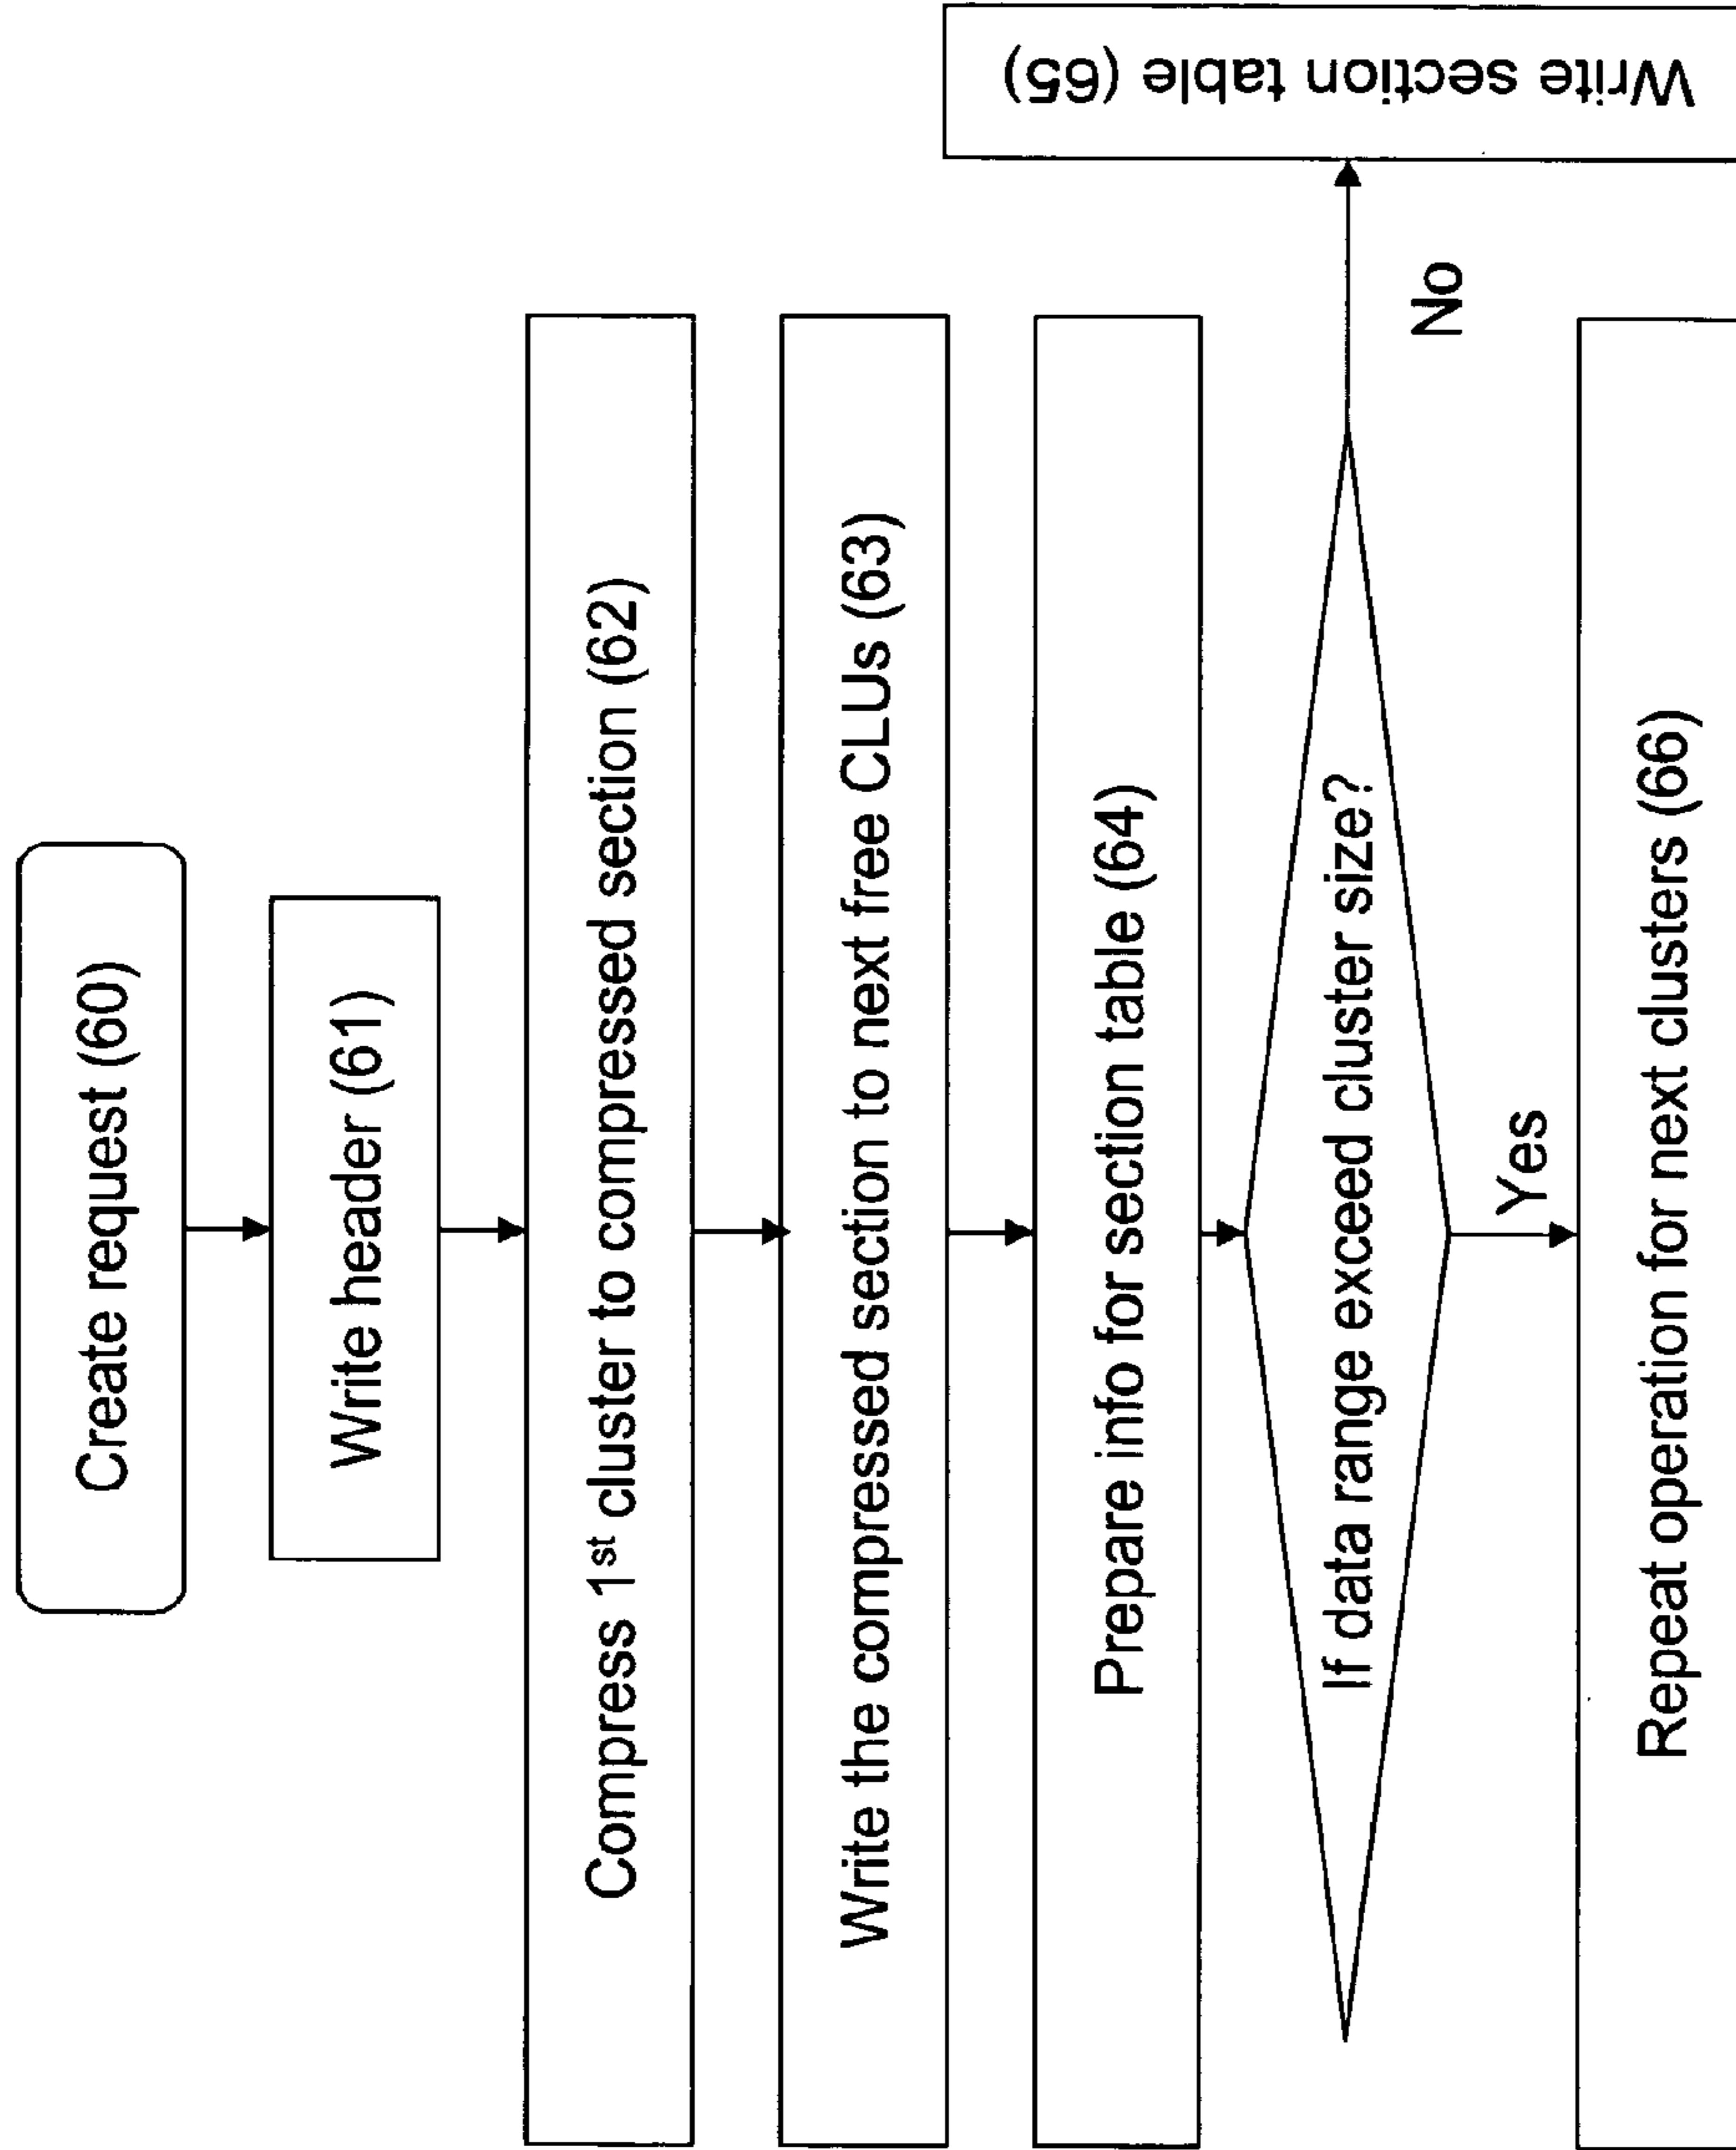 Create request (60)
Write header (61)
Compress 1st cluster to compressed section (62)
Write the compressed section to next free CLUs (63)
Prepare info for section table (64)
If data range exceed cluster size?
No
Write section table (65)
Yes
Repeat operation for next clusters (66)